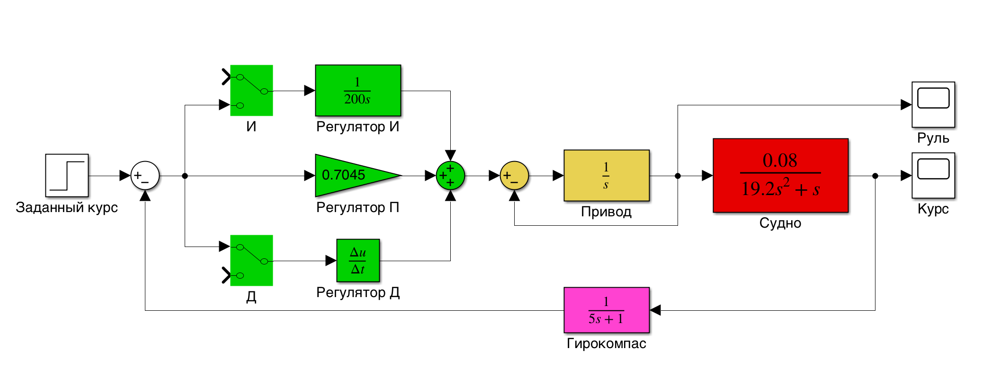 1
200s
И
Регулятор И
Руль
0.7045
+
−
+
+
+
+
−
1
s
0.08
19.2s² + s
Заданный курс
Регулятор П
Привод
Судно
Курс
Δu
Δt
Д
Регулятор Д
1
5s + 1
Гирокомпас